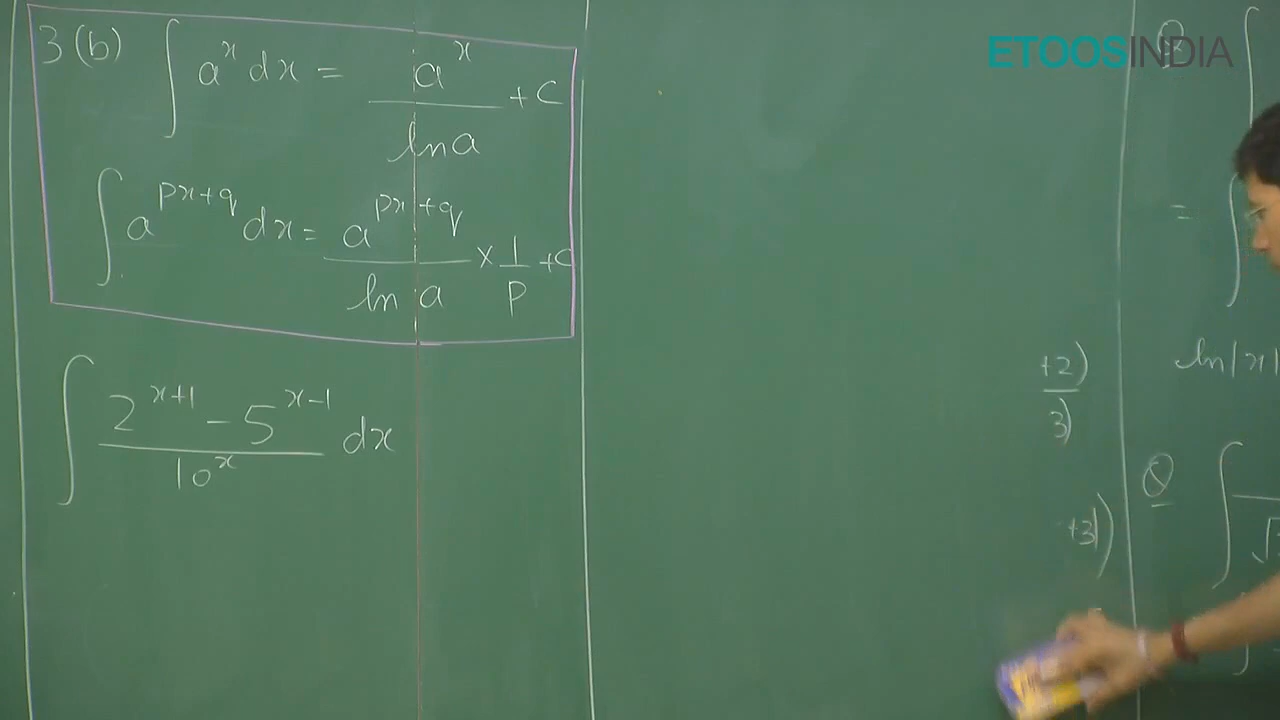 3(b) ∫ a^x dx = a^x / ln a + c
∫ a^(px+q) dx = a^(px+q) / ln a × 1/p + c
∫ (2^(x+1) - 5^(x-1)) / 10^x dx
+2)
3)
+3|)
ETOOSINDIA
Q ∫
= ∫
ln|x|
Q ∫
√